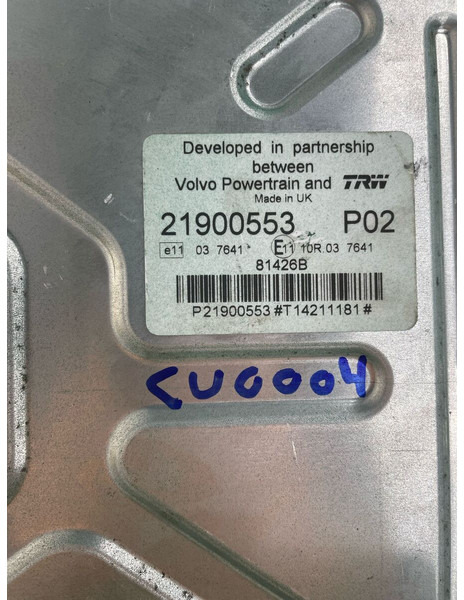 Developed in partnership
between
Volvo Powertrain and TRW
Made in UK
21900553 P02
e11 03 7641* E11 10R.03 7641
81426B
P21900553#T14211181#
CUG004